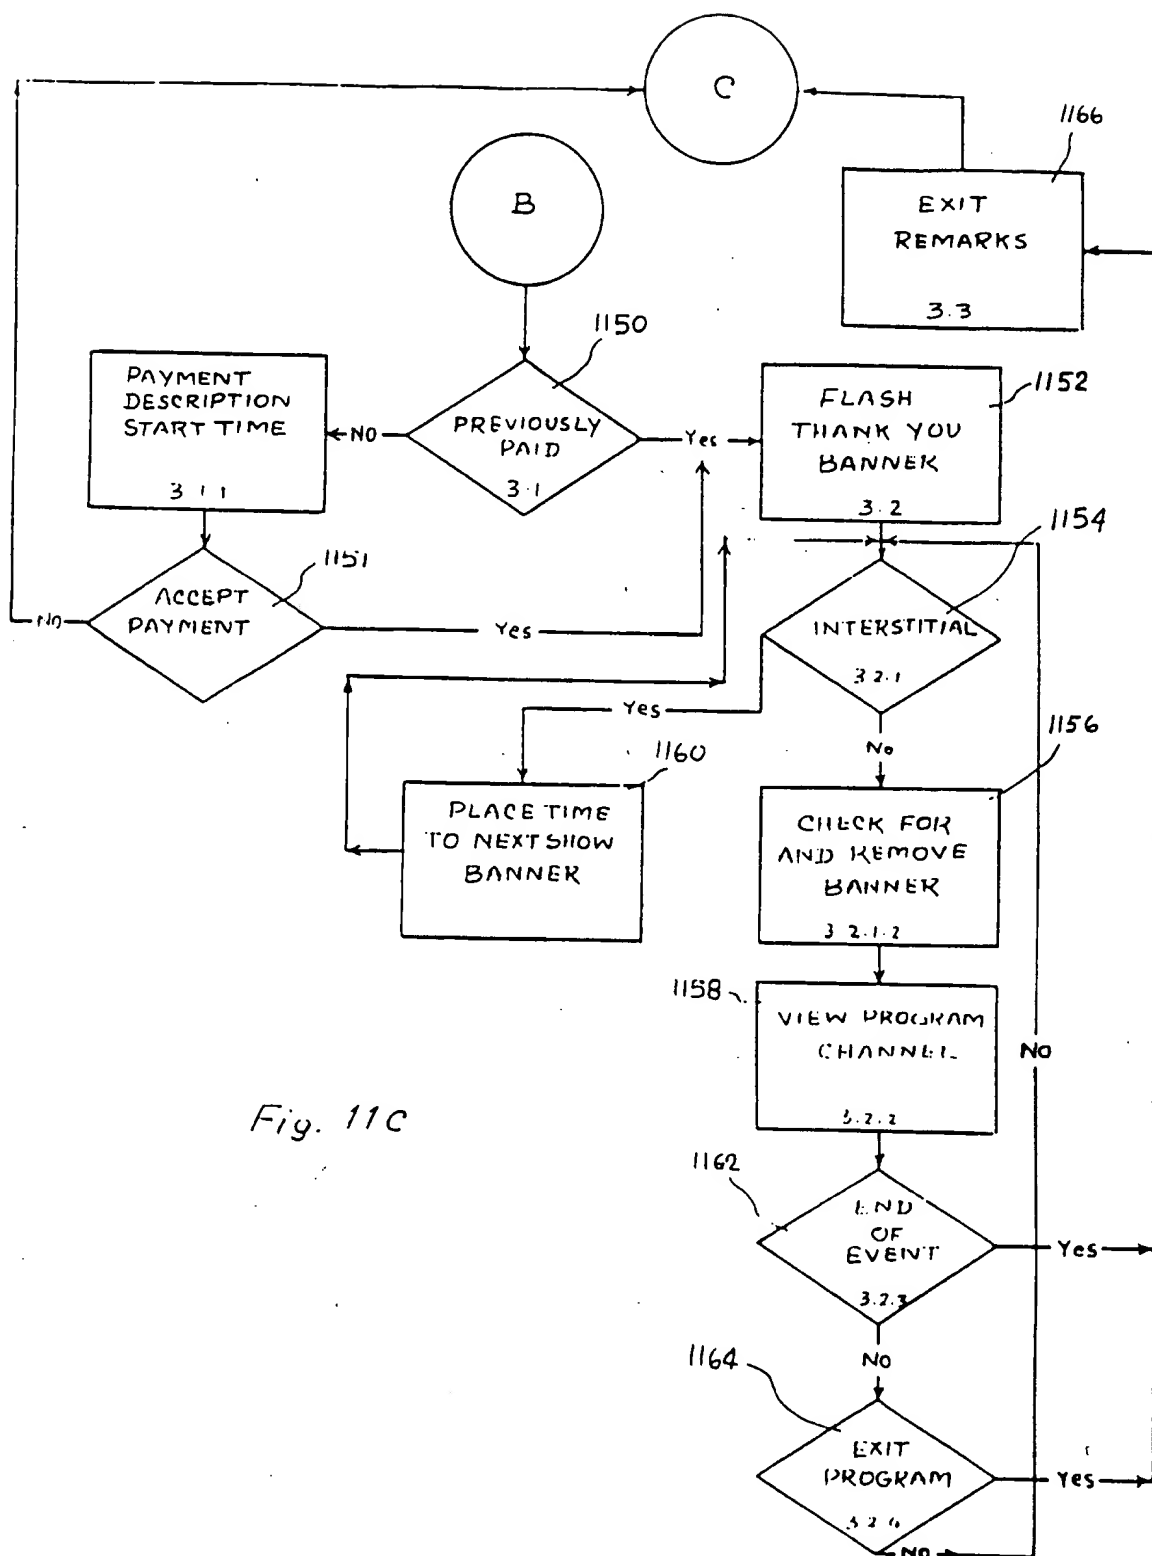 C
1166
EXIT
REMARKS
3.3
B
1150
PREVIOUSLY
PAID
3.1
NO
Yes
PAYMENT
DESCRIPTION
START TIME
3 1 1
1151
ACCEPT
PAYMENT
No
Yes
1152
FLASH
THANK YOU
BANNER
3.2
1154
INTERSTITIAL
3 2 1
Yes
No
1160
PLACE TIME
TO NEXT SHOW
BANNER
1156
CHECK FOR
AND REMOVE
BANNER
3 2.1.2
1158
VIEW PROGRAM
CHANNEL
3.2.2
NO
Fig. 11C
1162
END
OF
EVENT
3.2.3
Yes
No
1164
EXIT
PROGRAM
3 2 4
Yes
No